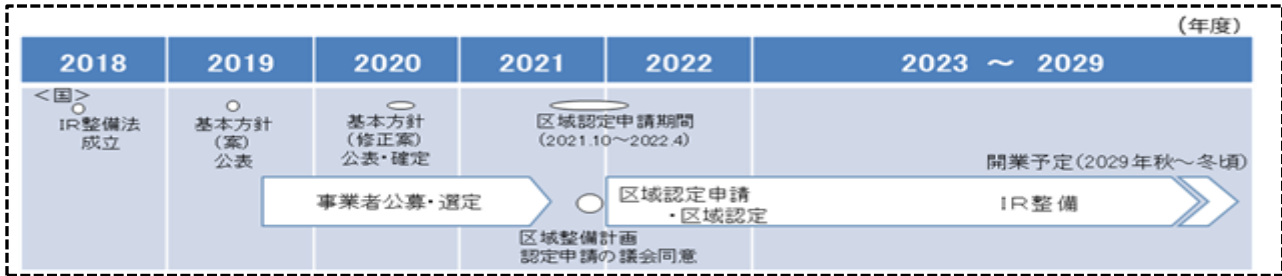 (年度)
2018 2019 2020 2021 2022 2023 ～ 2029
<国>
IR整備法
成立
基本方針
(案)
公表
基本方針
(修正案)
公表・確定
区域認定申請期間
(2021.10～2022.4)
開業予定(2029年秋～冬頃)
事業者公募・選定
区域認定申請
・区域認定
IR整備
区域整備計画
認定申請の議会同意